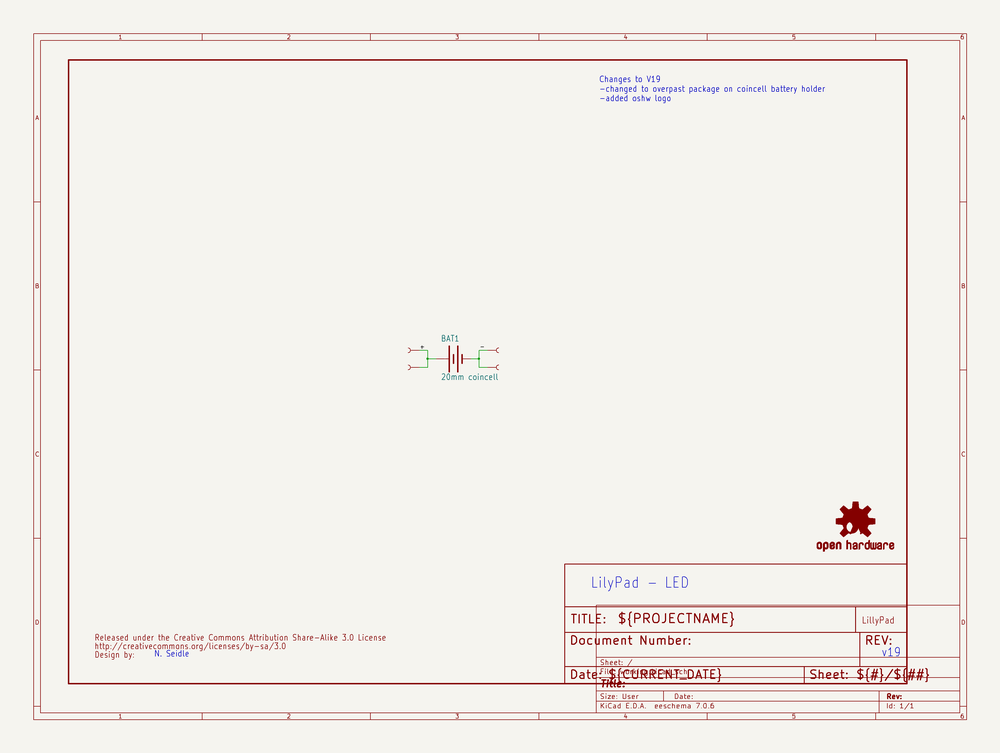 1 2 3 4 5 6
Changes to V19
-changed to overpast package on coincell battery holder
-added oshw logo
A A
B B
+ -
BAT1
20mm coincell
C C
open hardware
LilyPad - LED
D D
TITLE: ${PROJECTNAME}
LillyPad
Released under the Creative Commons Attribution Share-Alike 3.0 License
http://creativecommons.org/licenses/by-sa/3.0
Design by: N. Seidle
Document Number:
REV:
v19
Sheet: /
Date: ${CURRENT_DATE}
Sheet: ${#}/${##}
Title:
Size: User Date: Rev:
KiCad E.D.A. eeschema 7.0.6 Id: 1/1
1 2 3 4 5 6